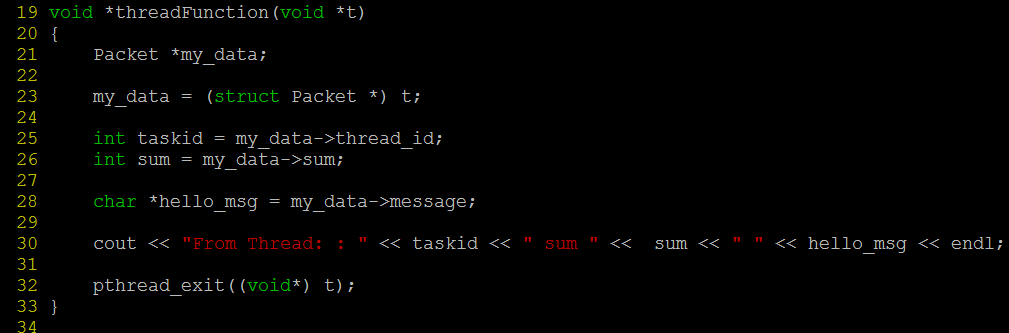 19 void *threadFunction(void *t)
20 {
21     Packet *my_data;
22
23     my_data = (struct Packet *) t;
24
25     int taskid = my_data->thread_id;
26     int sum = my_data->sum;
27
28     char *hello_msg = my_data->message;
29
30     cout << "From Thread: : " << taskid << " sum " <<  sum << " " << hello_msg << endl;
31
32     pthread_exit((void*) t);
33 }
34